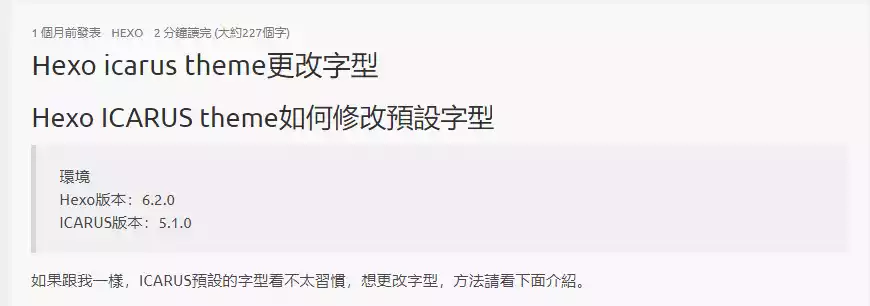 1 個月前發表 HEXO 2 分鐘讀完 (大約227個字)
Hexo icarus theme更改字型
Hexo ICARUS theme如何修改預設字型
環境
Hexo版本：6.2.0
ICARUS版本：5.1.0
如果跟我一樣，ICARUS預設的字型看不太習慣，想更改字型，方法請看下面介紹。